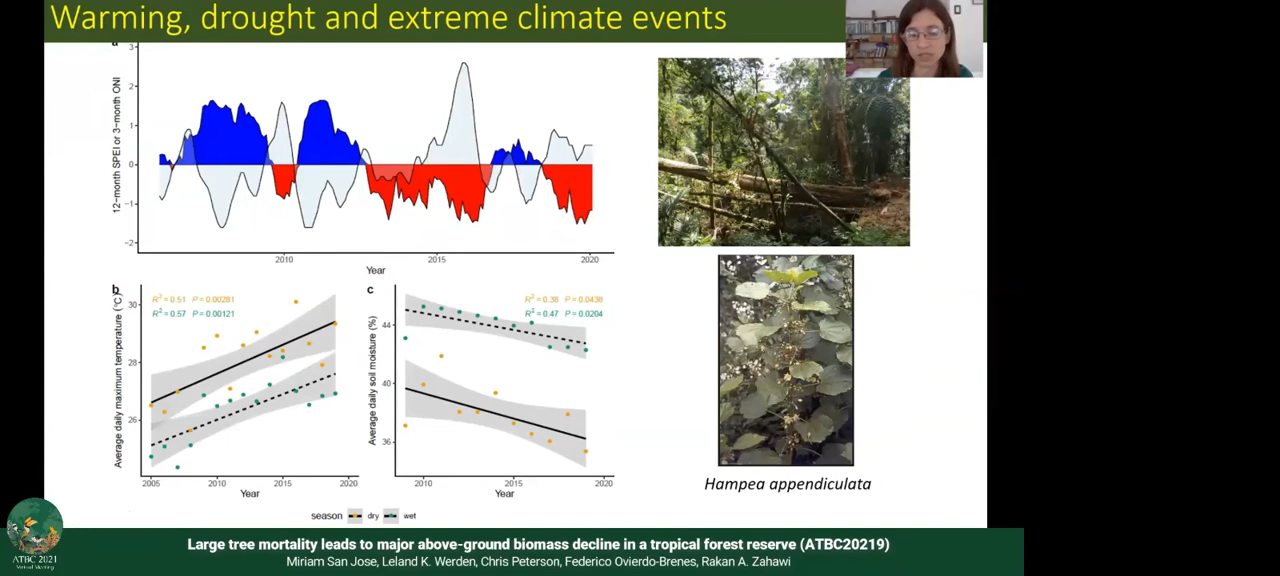 Warming, drought and extreme climate events
a
12−month SPEI or 3−month ONI
3
2
1
0
−1
−2
2010
2015
2020
Year
b
Average daily maximum temperature (°C)
R² = 0.51 P = 0.00281
R² = 0.57 P = 0.00121
30
28
26
2005
2010
2015
2020
Year
c
Average daily soil moisture (%)
R² = 0.38 P = 0.0438
R² = 0.47 P = 0.0204
44
40
36
2010
2015
2020
Year
season dry wet
Hampea appendiculata
ATBC 2021
Virtual Meeting
Large tree mortality leads to major above-ground biomass decline in a tropical forest reserve (ATBC20219)
Miriam San Jose, Leland K. Werden, Chris Peterson, Federico Ovierdo-Brenes, Rakan A. Zahawi